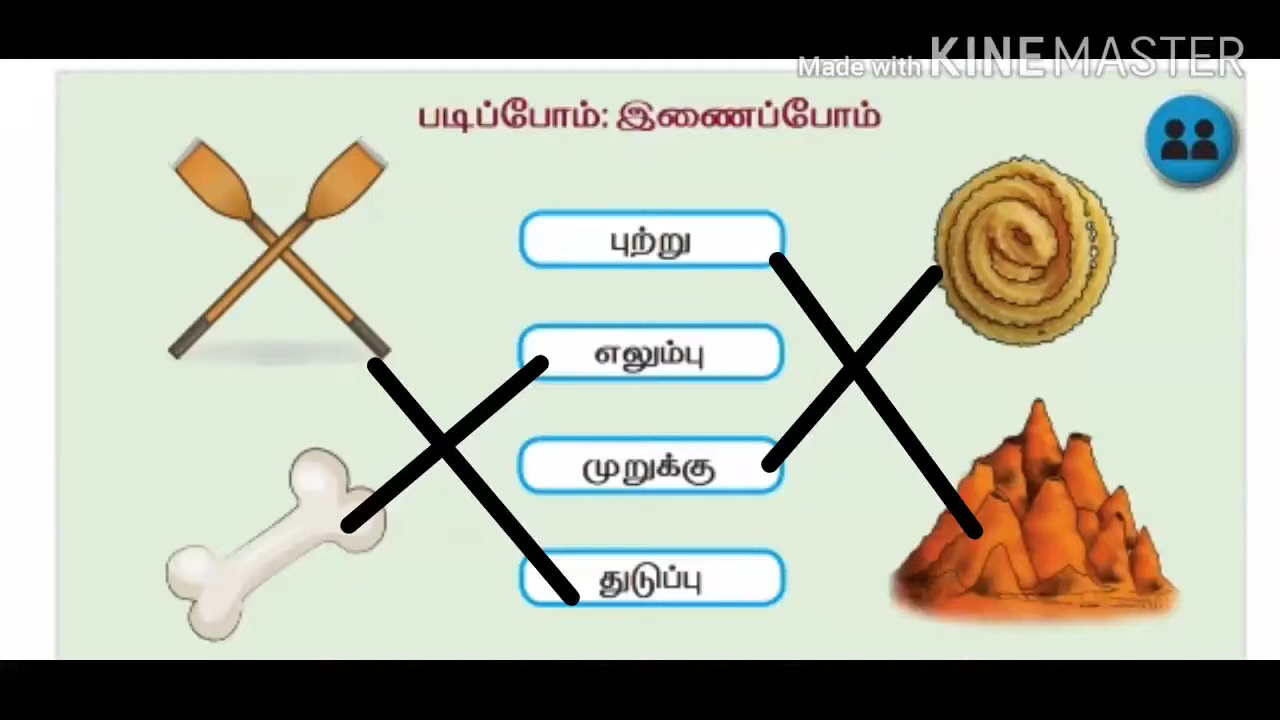 Made with KINEMASTER
படிப்போம்: இணைப்போம்
புற்று
எலும்பு
முறுக்கு
துடுப்பு